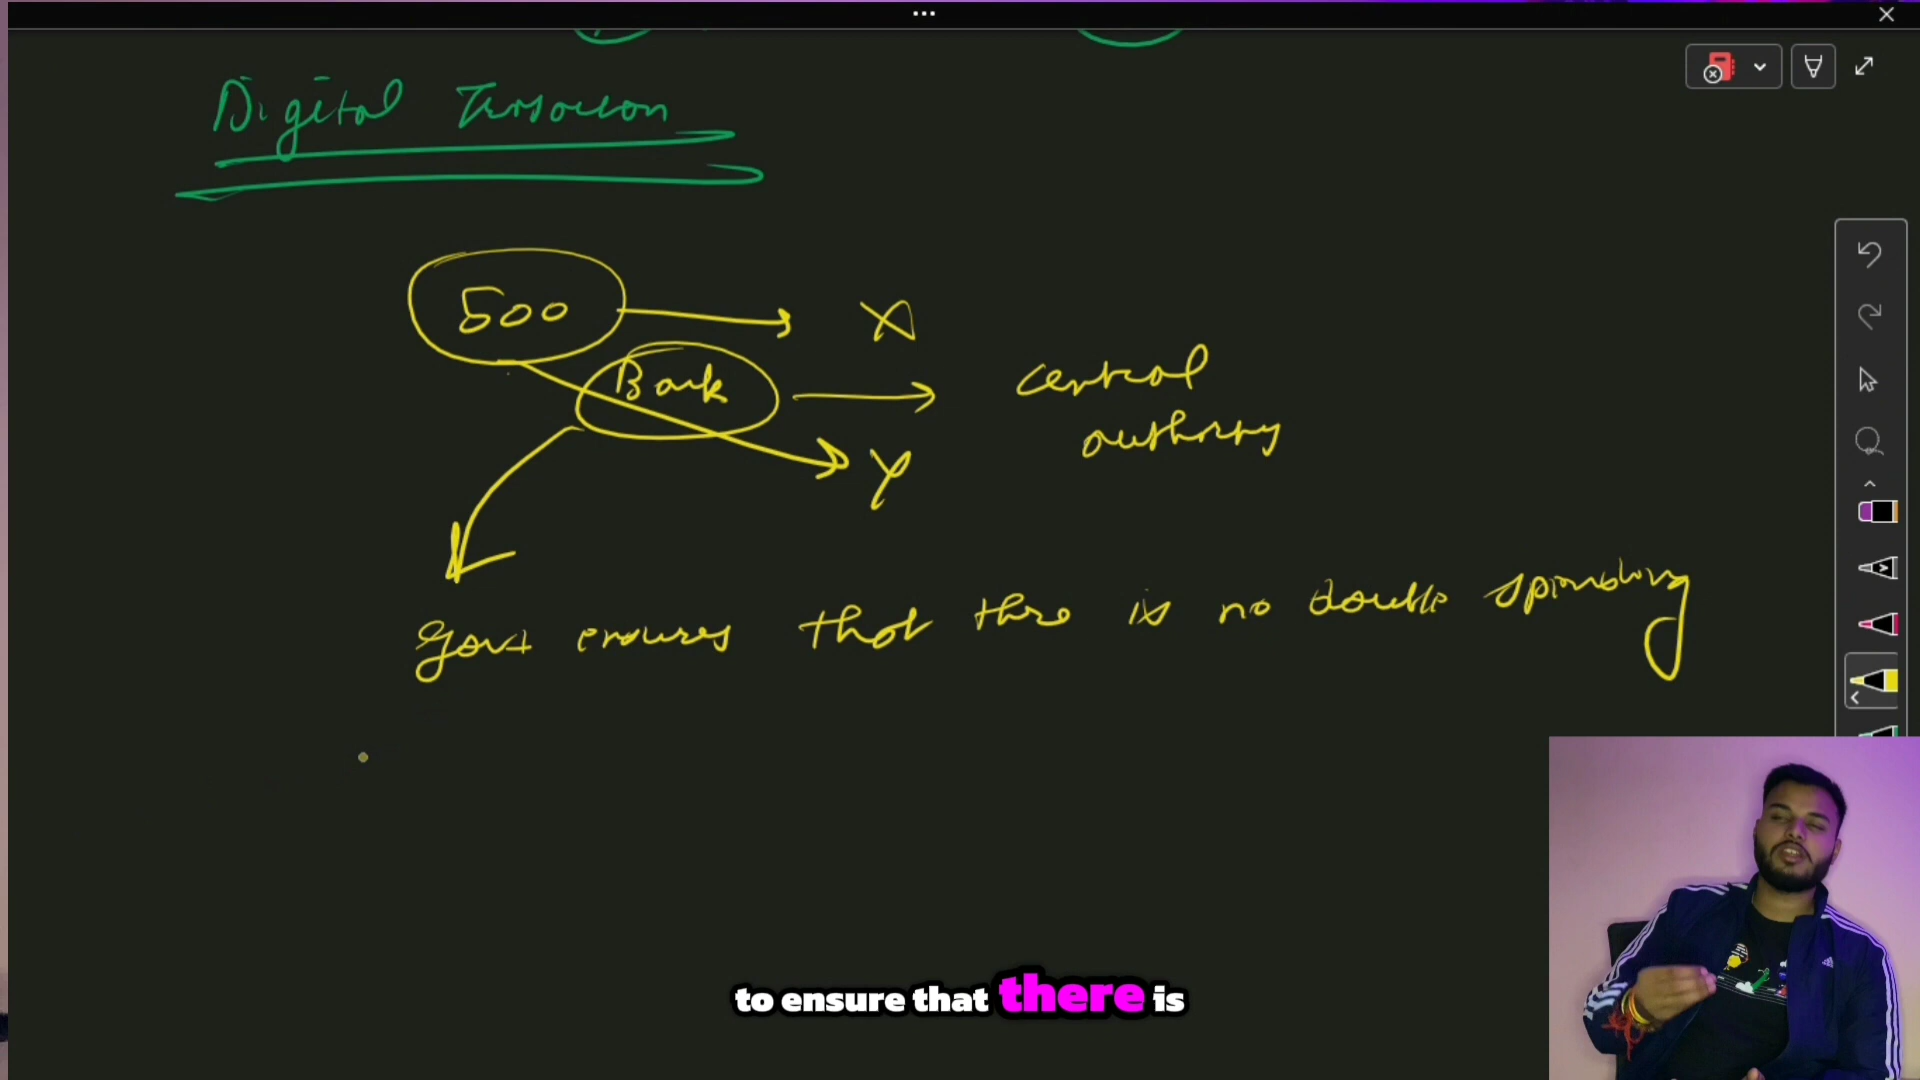 ...
Digital Transaction
500
X
Bank
central
authority
Y
Govt ensures that there is no double spending
to ensure that there is